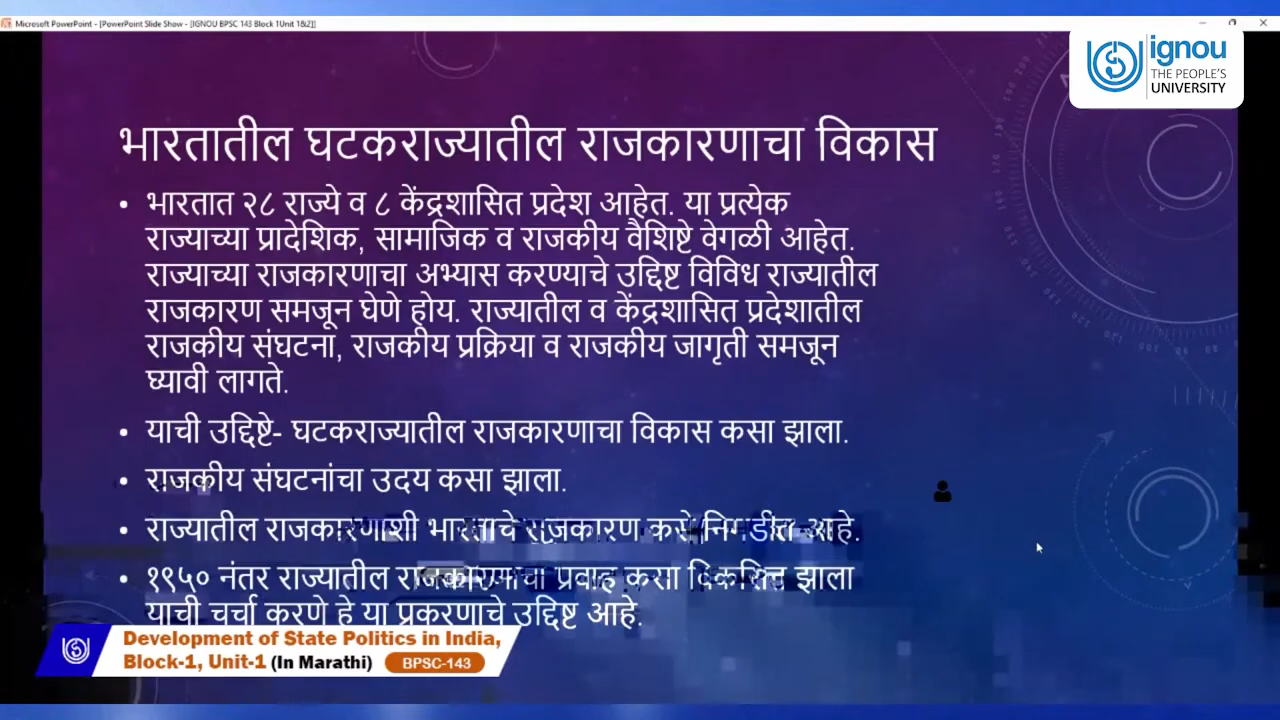 Microsoft PowerPoint - [PowerPoint Slide Show - [IGNOU BPSC 143 Block 1Unit 1&2]]
ignou
THE PEOPLE'S
UNIVERSITY
भारतातील घटकराज्यातील राजकारणाचा विकास
• भारतात २८ राज्ये व ८ केंद्रशासित प्रदेश आहेत. या प्रत्येक
राज्याच्या प्रादेशिक, सामाजिक व राजकीय वैशिष्टे वेगळी आहेत.
राज्याच्या राजकारणाचा अभ्यास करण्याचे उद्दिष्ट विविध राज्यातील
राजकारण समजून घेणे होय. राज्यातील व केंद्रशासित प्रदेशातील
राजकीय संघटना, राजकीय प्रक्रिया व राजकीय जागृती समजून
घ्यावी लागते.
• याची उद्दिष्टे- घटकराज्यातील राजकारणाचा विकास कसा झाला.
• राजकीय संघटनांचा उदय कसा झाला.
• राज्यातील राजकारणाशी भारताचे राजकारण कसे निगडीत आहे.
• १९५० नंतर राज्यातील राजकारणाचा प्रवाह कसा विकसित झाला
याची चर्चा करणे हे या प्रकरणाचे उद्दिष्ट आहे.
Development of State Politics in India,
Block-1, Unit-1 (In Marathi) BPSC-143